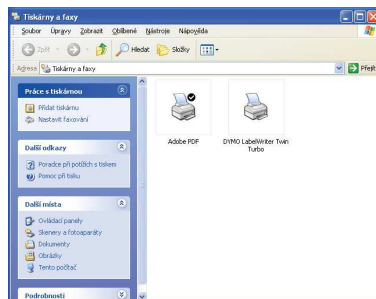 Tiskárny a faxy
Soubor Úpravy Zobrazit Oblíbené Nástroje Nápověda
Zpět Hledat Složky
Adresa Tiskárny a faxy Přejít
Práce s tiskárnou
Přidat tiskárnu
Nastavit faxování
Další odkazy
Poradce při potížích s tiskem
Pomoc při tisku
Další místa
Ovládací panely
Skenery a fotoaparáty
Dokumenty
Obrázky
Tento počítač
Podrobnosti
Adobe PDF
DYMO LabelWriter Twin
Turbo